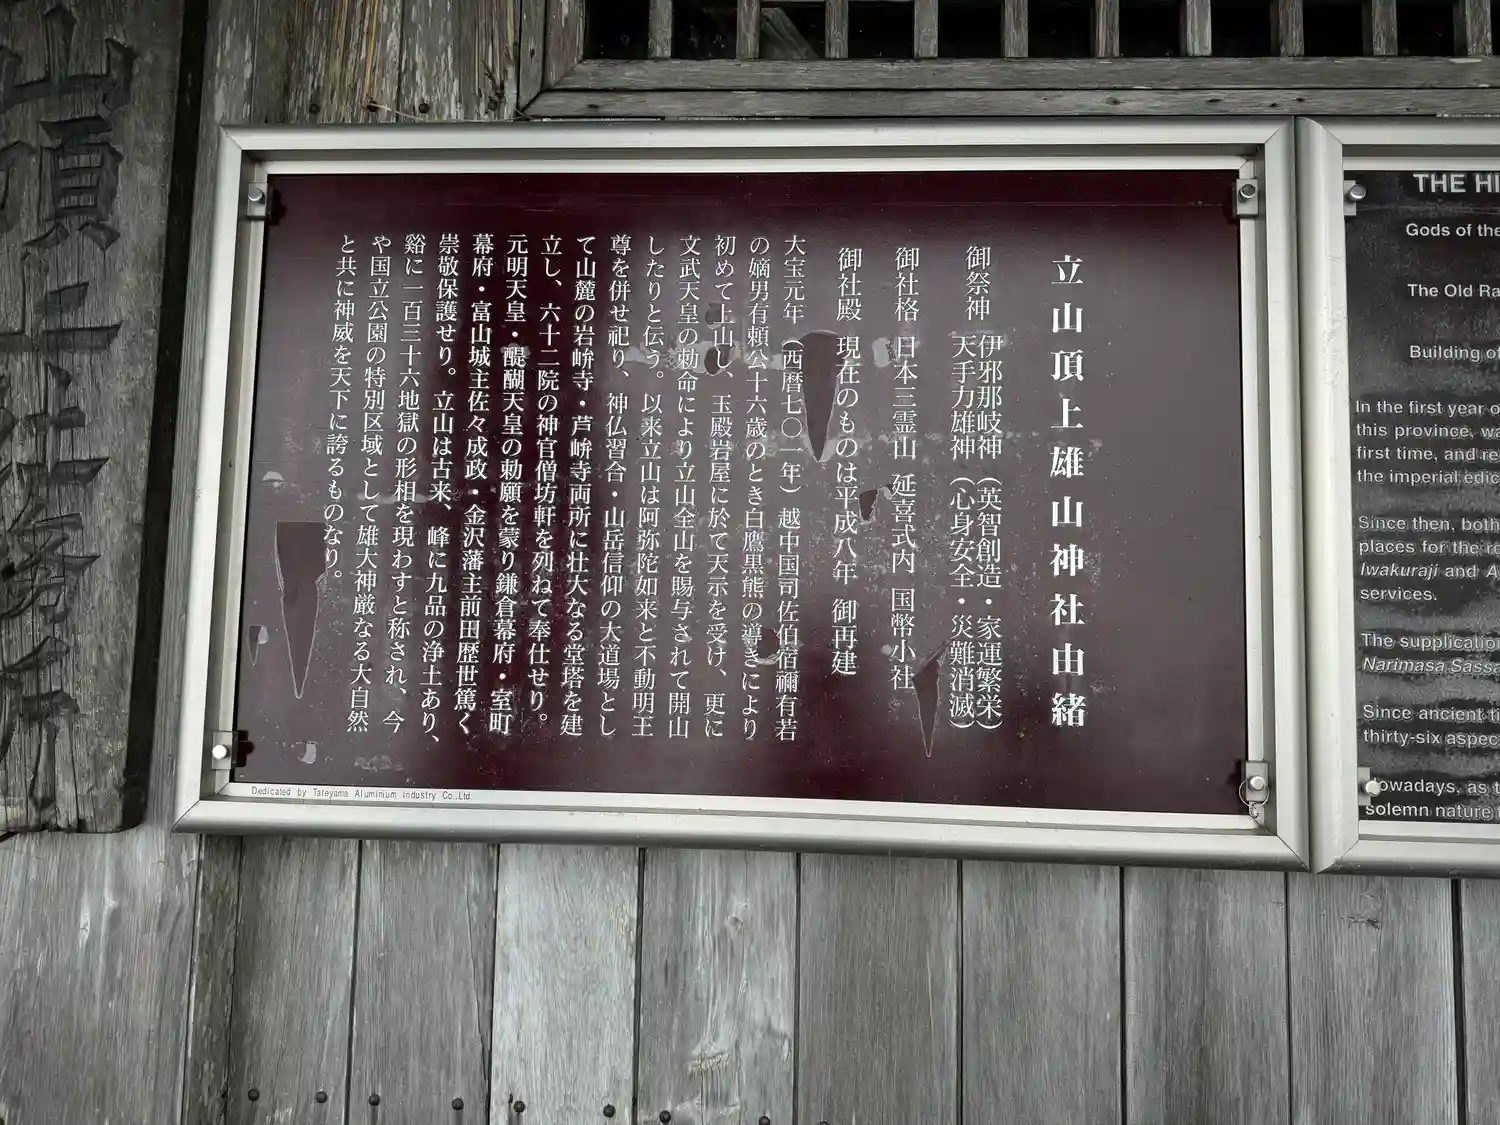 立山頂上雄山神社由緒
御祭神 伊邪那岐神（英智創造・家運繁栄）
天手力雄神（心身安全・災難消滅）
御社格 日本三霊山 延喜式内 国幣小社
御社殿 現在のものは平成八年 御再建
大宝元年（西暦七〇一年）越中国司佐伯宿禰有若
の嫡男有頼公十六歳のとき白鷹黒熊の導きにより
初めて上山し、玉殿岩屋に於て天示を受け、更に
文武天皇の勅命により立山全山を賜与されて開山
したりと伝う。以来立山は阿弥陀如来と不動明王
尊を併せ祀り、神仏習合・山岳信仰の大道場とし
て山麓の岩峅寺・芦峅寺両所に壮大なる堂塔を建
立し、六十二院の神官僧坊軒を列ねて奉仕せり。
元明天皇・醍醐天皇の勅願を蒙り鎌倉幕府・室町
幕府・富山城主佐々成政・金沢藩主前田歴世篤く
崇敬保護せり。立山は古来、峰に九品の浄土あり、
谿に一百三十六地獄の形相を現わすと称され、今
や国立公園の特別区域として雄大神厳なる大自然
と共に神威を天下に誇るものなり。
Dedicated by Tateyama Aluminium Industry Co.,Ltd.
THE HI
Gods of the
The Old Ra
Building of
In the first year o
this province, wa
first time, and re
the imperial edic
Since then, both
places for the re
Iwakuraji and A
services.
The supplication
Narimasa Sassa
Since ancient ti
thirty-six aspec
Nowadays, as t
solemn nature t